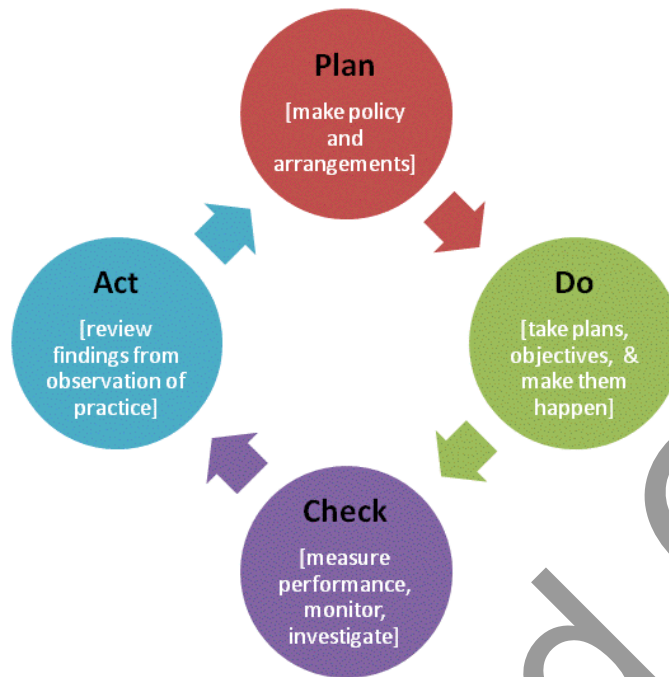 Plan
[make policy
and
arrangements]
Do
[take plans,
objectives, &
make them
happen]
Check
[measure
performance,
monitor,
investigate]
Act
[review
findings from
observation of
practice]